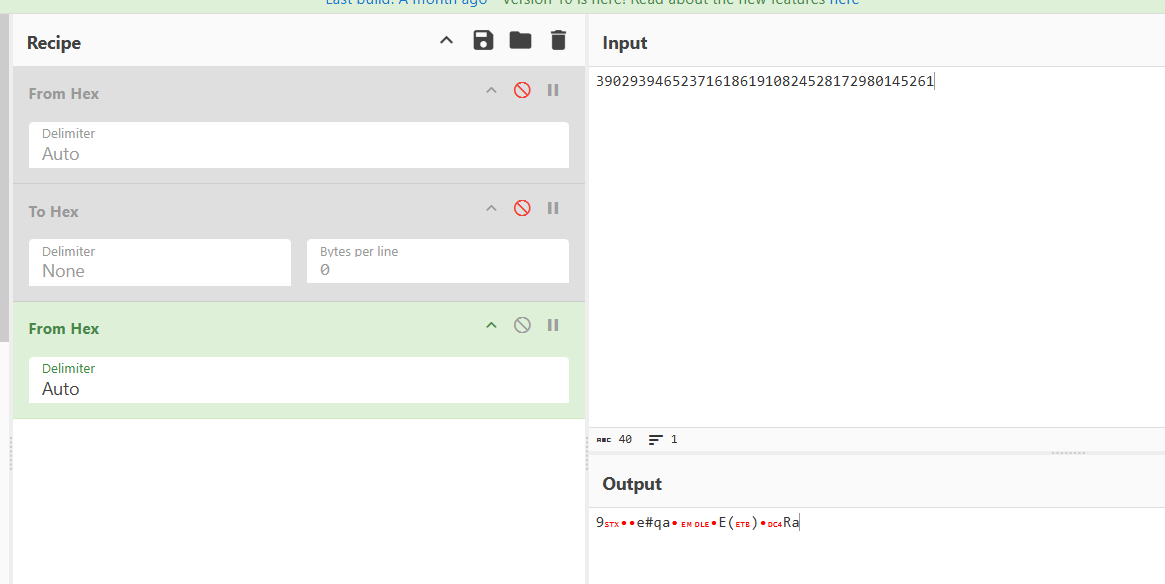 Last build: A month ago - Version 10 is here! Read about the new features here
Recipe
From Hex
Delimiter
Auto
To Hex
Delimiter
None
Bytes per line
0
From Hex
Delimiter
Auto
Input
3902939465237161861910824528172980145261
ABC 40 1
Output
9STX••e#qa•EMDLE•E(ETB)•DC4Ra